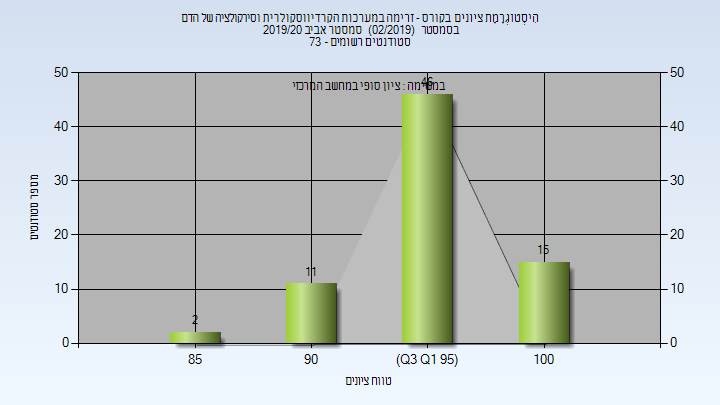 היסטוגרמת ציונים בקורס - זרימה במערכות הקרדיווסקולרית וסירקולציה של הדם
בסמסטר (02/2019) סמסטר אביב 2019/20
סטודנטים רשומים - 73
במשימה : ציון סופי במחשב המרכזי
מספר סטודנטים
50
40
30
20
10
0
50
40
30
20
10
0
2
11
46
15
85
90
(Q3 Q1 95)
100
טווח ציונים